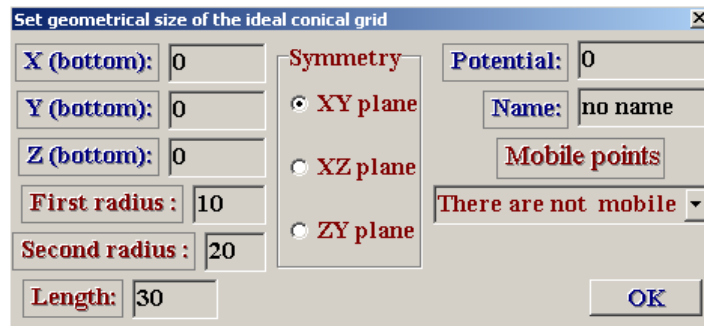 Set geometrical size of the ideal conical grid
X (bottom): 0
Y (bottom): 0
Z (bottom): 0
First radius : 10
Second radius : 20
Length: 30
Symmetry
XY plane
XZ plane
ZY plane
Potential: 0
Name: no name
Mobile points
There are not mobile
OK